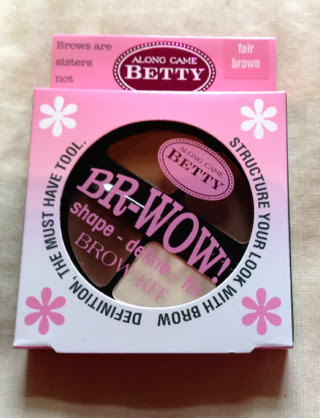 Brows are
sisters
not
ALONG CAME
BETTY
fair
brown
ALONG CAME
BETTY
BR-WOW!
shape - define - fill
BROW KIT
STRUCTURE YOUR LOOK WITH BROW DEFINITION, THE MUST HAVE TOOL.